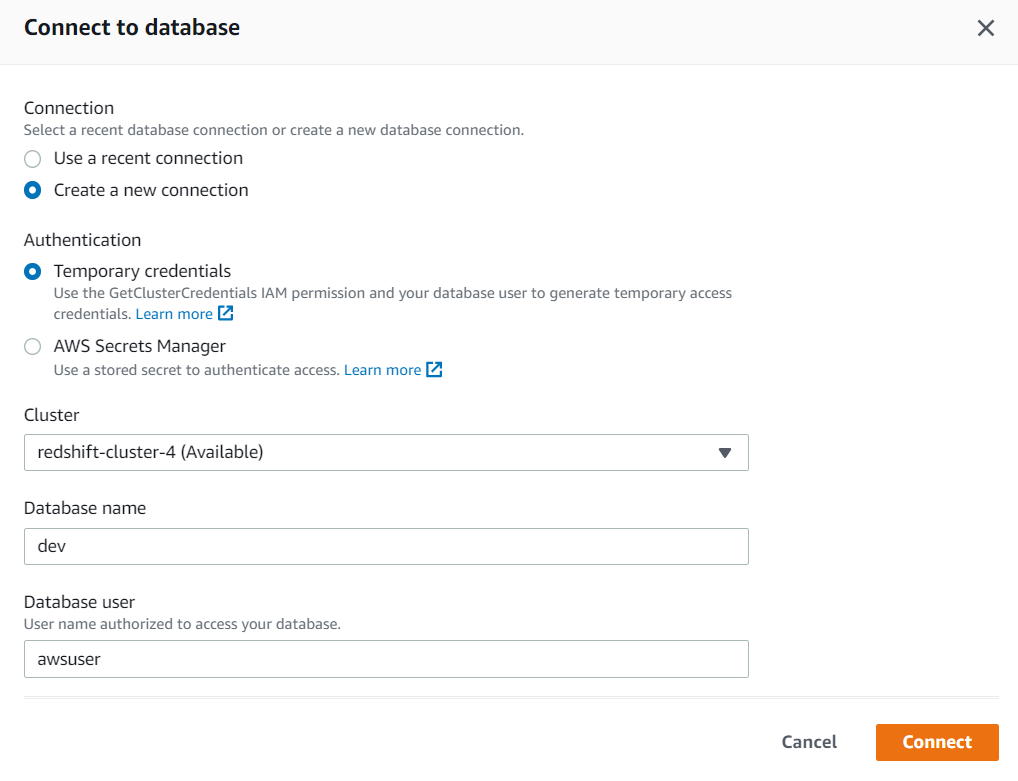 Connect to database
Connection
Select a recent database connection or create a new database connection.
Use a recent connection
Create a new connection
Authentication
Temporary credentials
Use the GetClusterCredentials IAM permission and your database user to generate temporary access
credentials. Learn more
AWS Secrets Manager
Use a stored secret to authenticate access. Learn more
Cluster
redshift-cluster-4 (Available)
Database name
dev
Database user
User name authorized to access your database.
awsuser
Cancel Connect